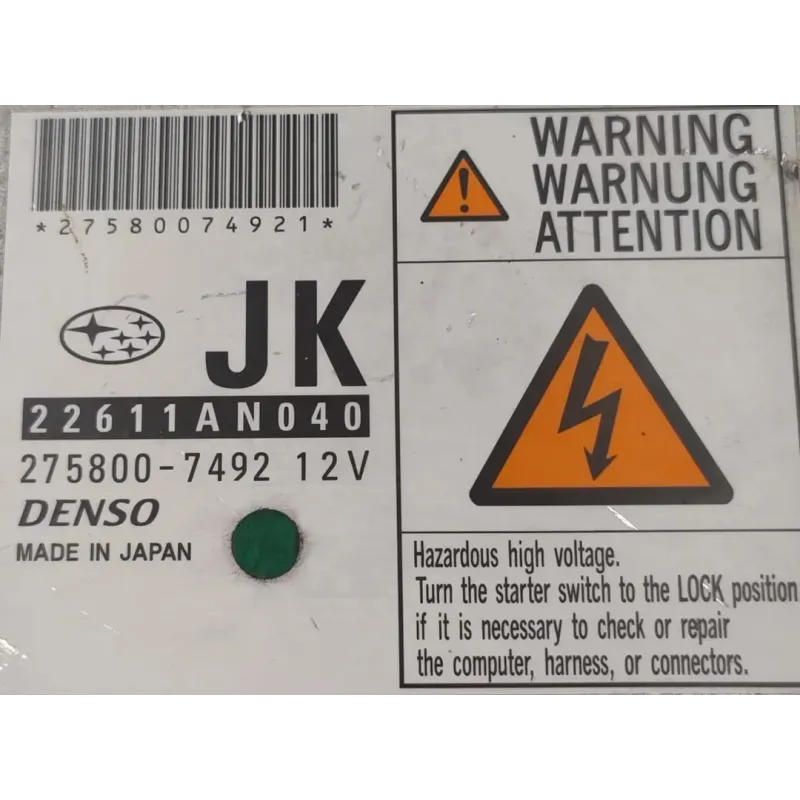 *27580074921*
JK
22611AN040
275800-7492 12V
DENSO
MADE IN JAPAN
WARNING
WARNUNG
ATTENTION
Hazardous high voltage.
Turn the starter switch to the LOCK position
if it is necessary to check or repair
the computer, harness, or connectors.